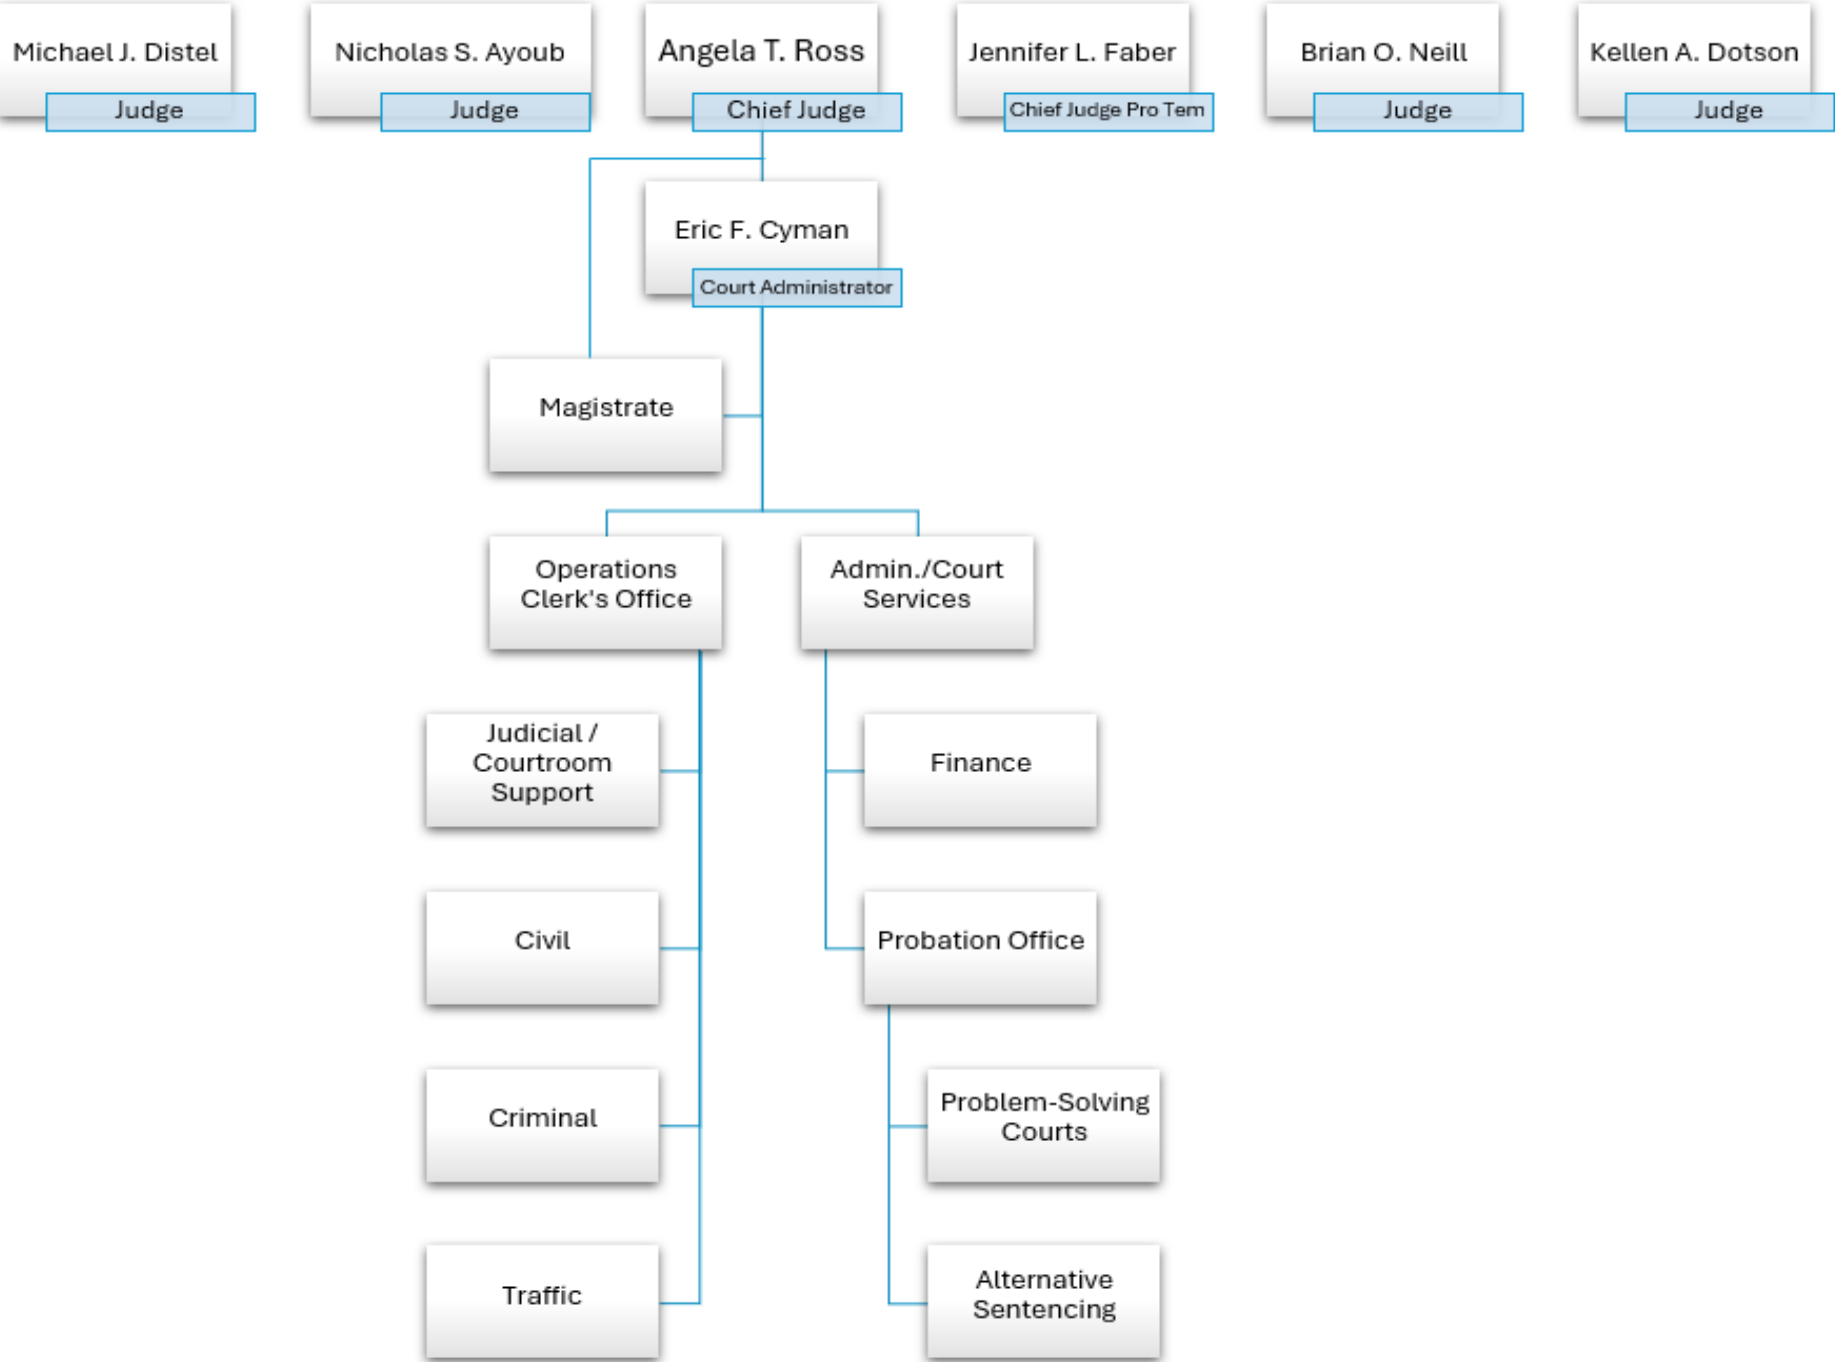 Michael J. Distel
Judge
Nicholas S. Ayoub
Judge
Angela T. Ross
Chief Judge
Jennifer L. Faber
Chief Judge Pro Tem
Brian O. Neill
Judge
Kellen A. Dotson
Judge
Eric F. Cyman
Court Administrator
Magistrate
Operations
Clerk's Office
Admin./Court
Services
Judicial /
Courtroom
Support
Finance
Civil
Probation Office
Criminal
Problem-Solving
Courts
Traffic
Alternative
Sentencing